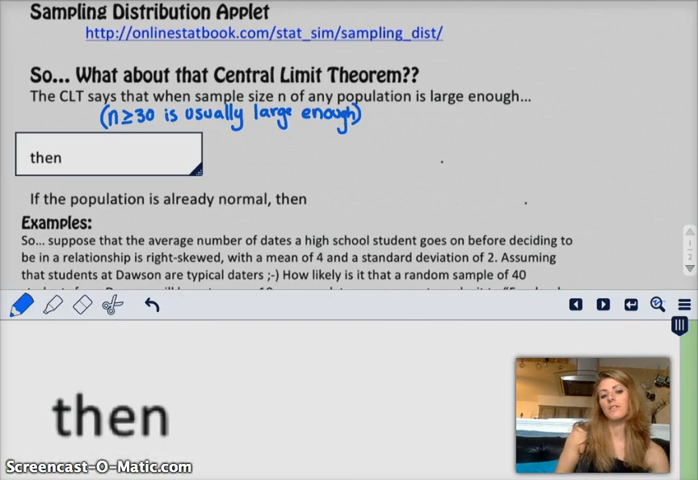 Sampling Distribution Applet
http://onlinestatbook.com/stat_sim/sampling_dist/
So... What about that Central Limit Theorem??
The CLT says that when sample size n of any population is large enough...
(n≥30 is usually large enough)
then .
If the population is already normal, then .
Examples:
So... suppose that the average number of dates a high school student goes on before deciding to
be in a relationship is right-skewed, with a mean of 4 and a standard deviation of 2. Assuming
that students at Dawson are typical daters ;-) How likely is it that a random sample of 40
1
2
then
Screencast-O-Matic.com